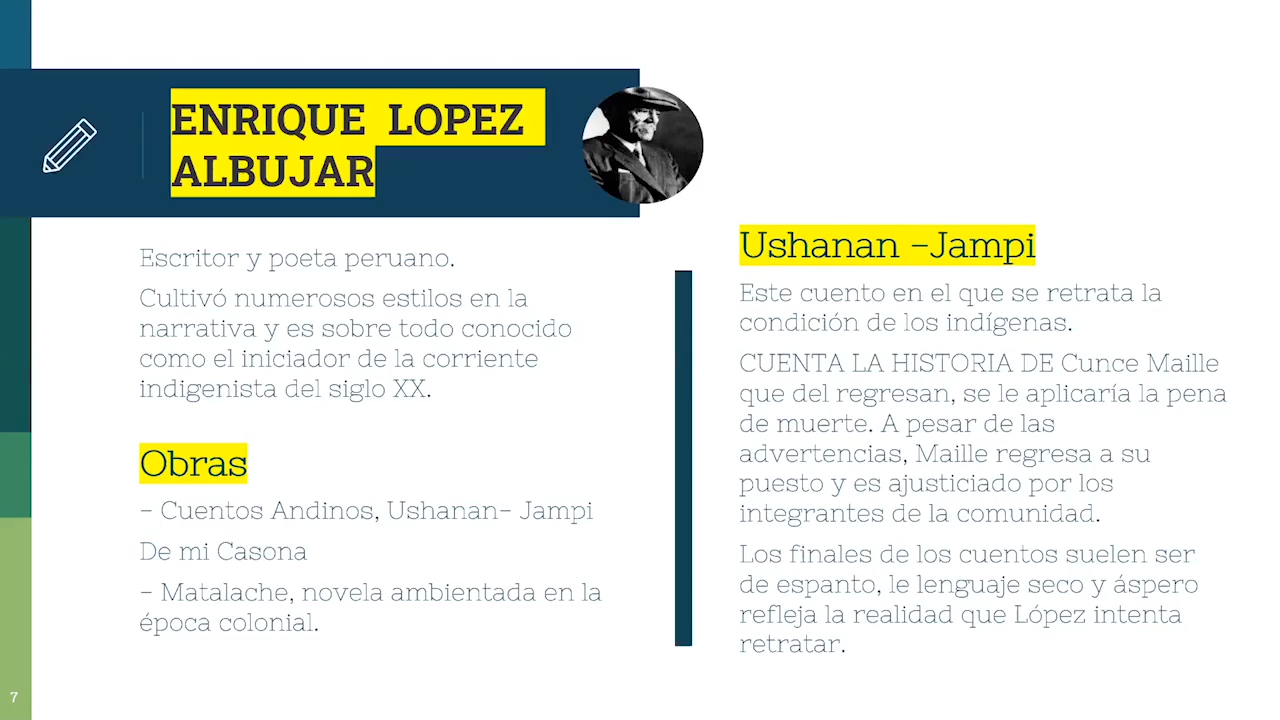 ENRIQUE LOPEZ
ALBUJAR
Escritor y poeta peruano.
Cultivó numerosos estilos en la
narrativa y es sobre todo conocido
como el iniciador de la corriente
indigenista del siglo XX.
Obras
- Cuentos Andinos, Ushanan- Jampi
De mi Casona
- Matalache, novela ambientada en la
época colonial.
Ushanan -Jampi
Este cuento en el que se retrata la
condición de los indígenas.
CUENTA LA HISTORIA DE Cunce Maille
que del regresan, se le aplicaría la pena
de muerte. A pesar de las
advertencias, Maille regresa a su
puesto y es ajusticiado por los
integrantes de la comunidad.
Los finales de los cuentos suelen ser
de espanto, le lenguaje seco y áspero
refleja la realidad que López intenta
retratar.
7